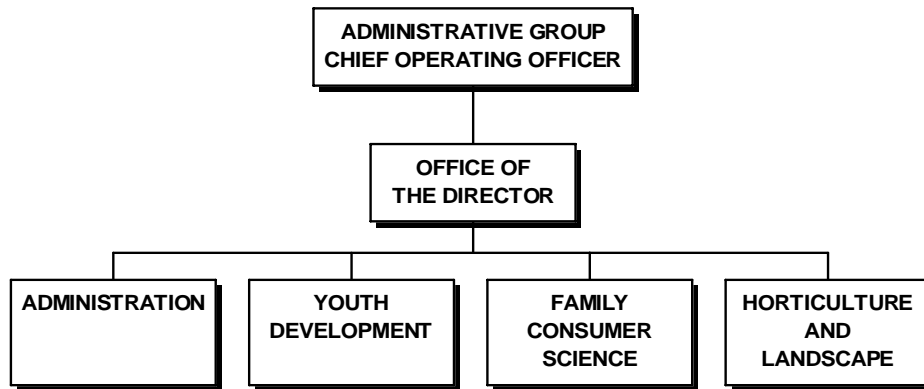 ADMINISTRATIVE GROUP
CHIEF OPERATING OFFICER
OFFICE OF
THE DIRECTOR
ADMINISTRATION
YOUTH
DEVELOPMENT
FAMILY
CONSUMER
SCIENCE
HORTICULTURE
AND
LANDSCAPE